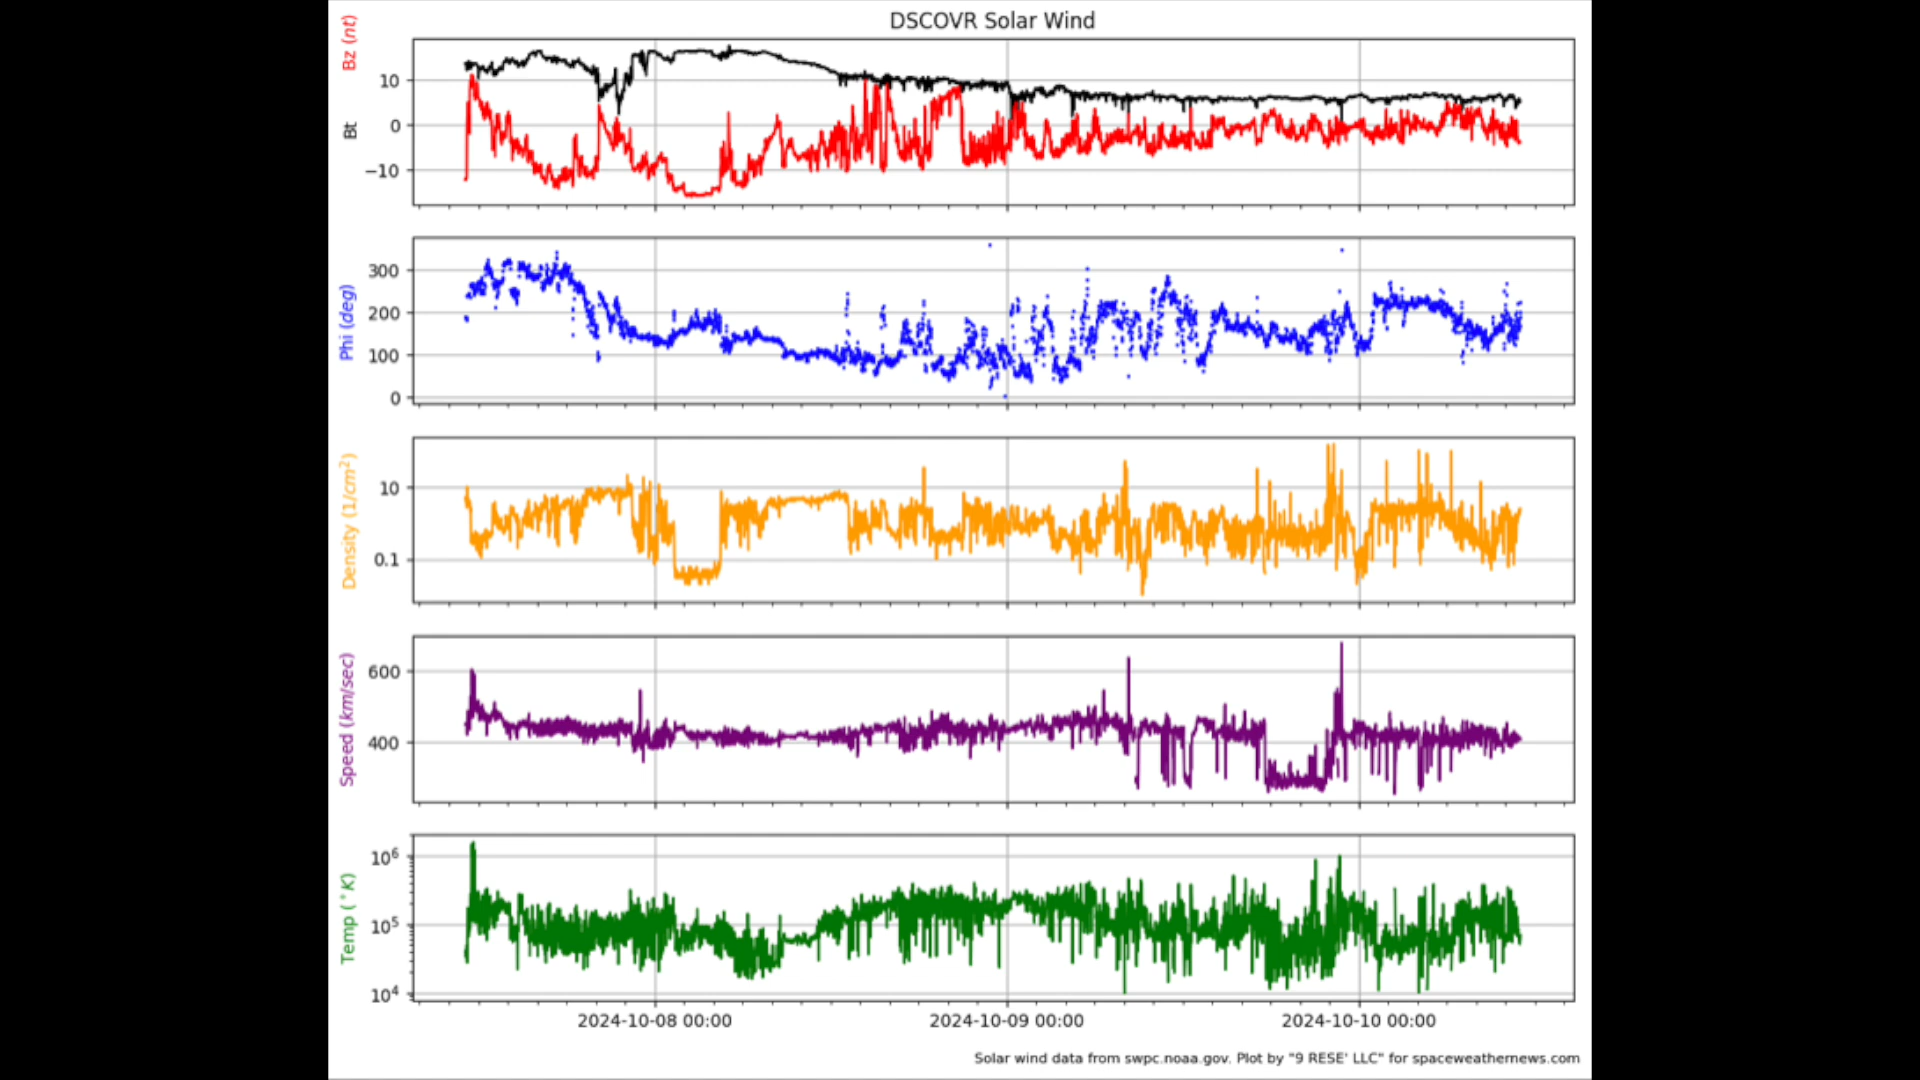 DSCOVR Solar Wind
Bz (nt)
Bt
10
0
−10
Phi (deg)
300
200
100
0
Density (1/cm²)
10
0.1
Speed (km/sec)
600
400
Temp (°K)
10⁶
10⁵
10⁴
2024-10-08 00:00 2024-10-09 00:00 2024-10-10 00:00
Solar wind data from swpc.noaa.gov. Plot by "9 RESE' LLC" for spaceweathernews.com